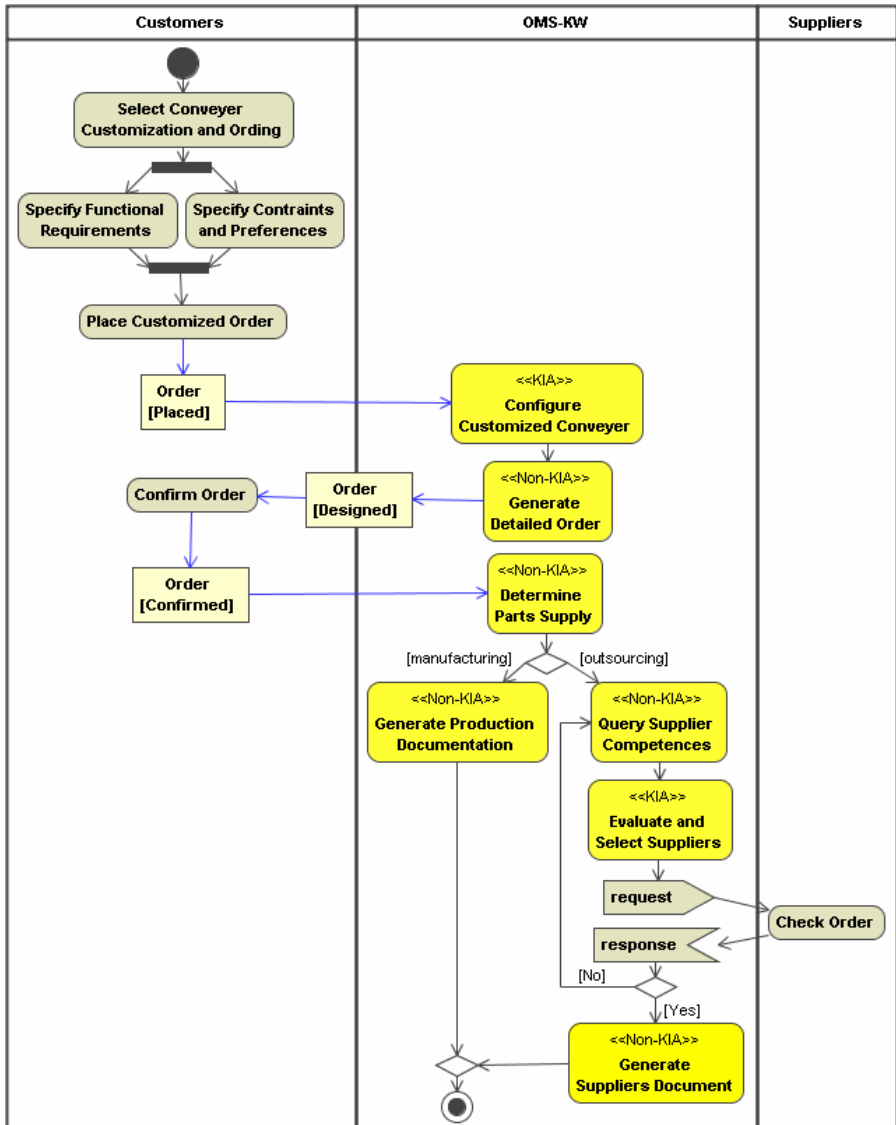 Customers
OMS-KW
Suppliers
Select Conveyer
Customization and Ording
Specify Functional
Requirements
Specify Contraints
and Preferences
Place Customized Order
Order
[Placed]
<<KIA>>
Configure
Customized Conveyer
Confirm Order
Order
[Designed]
<<Non-KIA>>
Generate
Detailed Order
Order
[Confirmed]
<<Non-KIA>>
Determine
Parts Supply
[manufacturing]
[outsourcing]
<<Non-KIA>>
Generate Production
Documentation
<<Non-KIA>>
Query Supplier
Competences
<<KIA>>
Evaluate and
Select Suppliers
request
Check Order
response
[No]
[Yes]
<<Non-KIA>>
Generate
Suppliers Document